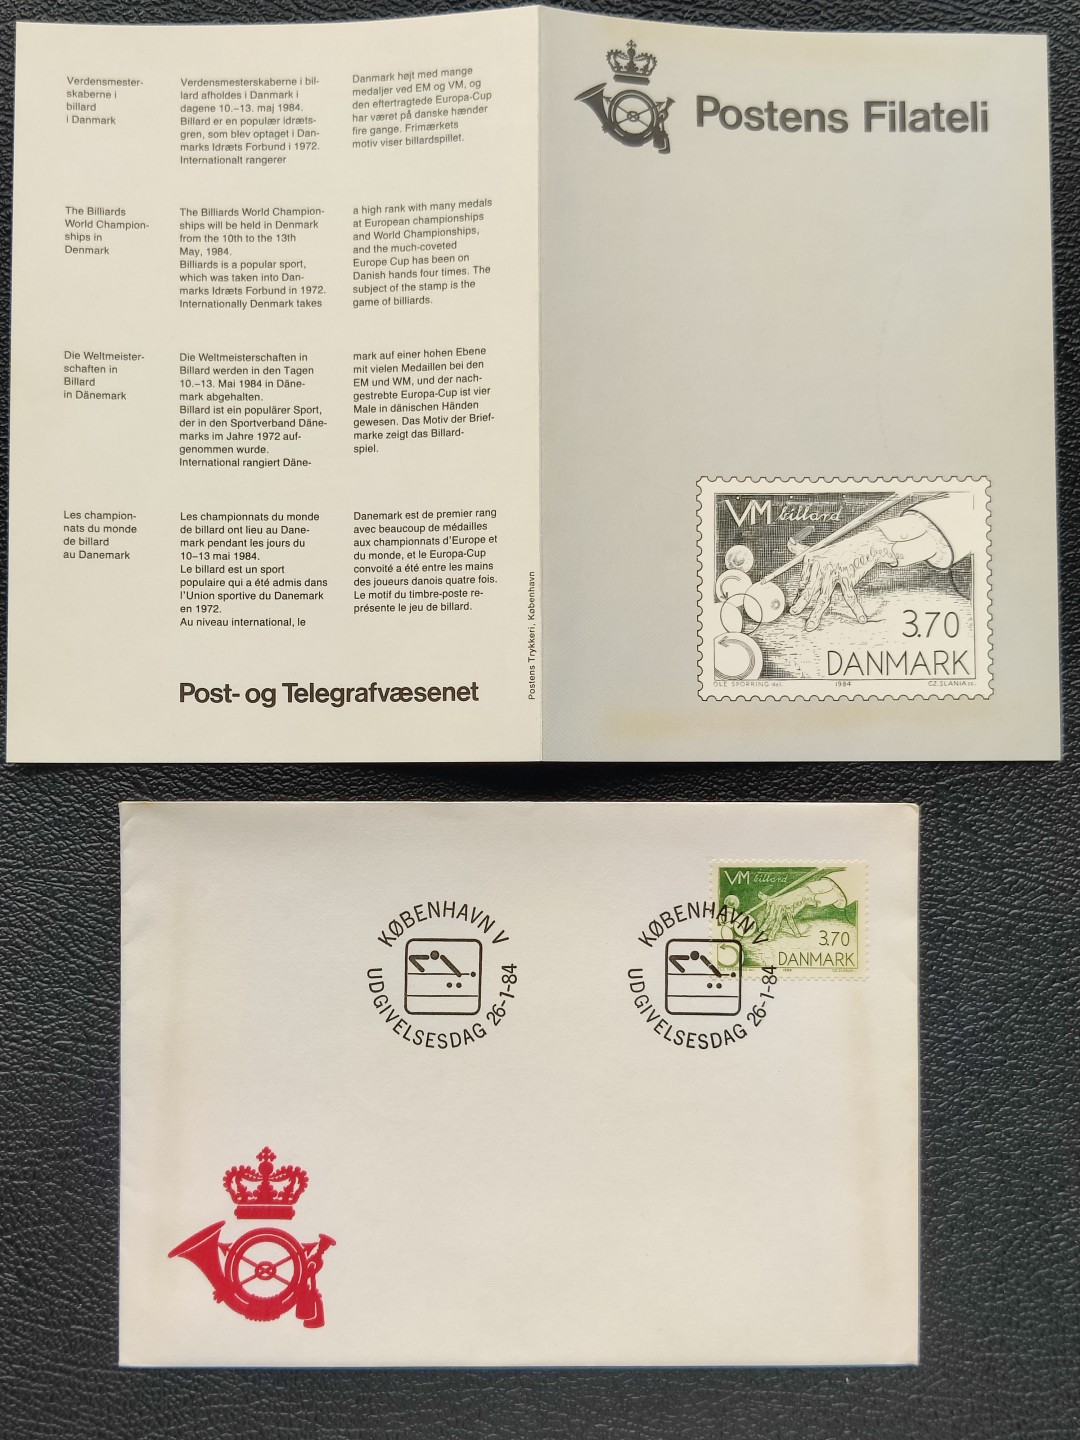 Verdensmester-
skaberne i
billard
i Danmark
Verdensmesterskaberne i bil-
lard afholdes i Danmark i
dagene 10.–13. maj 1984.
Billard er en populær idræts-
gren, som blev optaget i Dan-
marks Idræts Forbund i 1972.
Internationalt rangerer
Danmark højt med mange
medaljer ved EM og VM, og
den eftertragtede Europa-Cup
har været på danske hænder
fire gange. Frimærkets
motiv viser billardspillet.
The Billiards
World Champion-
ships in
Denmark
The Billiards World Champion-
ships will be held in Denmark
from the 10th to the 13th
May, 1984.
Billiards is a popular sport,
which was taken into Dan-
marks Idræts Forbund in 1972.
Internationally Denmark takes
a high rank with many medals
at European championships
and World Championships,
and the much-coveted
Europe Cup has been on
Danish hands four times. The
subject of the stamp is the
game of billiards.
Die Weltmeister-
schaften in
Billard
in Dänemark
Die Weltmeisterschaften in
Billard werden in den Tagen
10.–13. Mai 1984 in Däne-
mark abgehalten.
Billard ist ein populärer Sport,
der in den Sportverband Däne-
marks im Jahre 1972 auf-
genommen wurde.
International rangiert Däne-
mark auf einer hohen Ebene
mit vielen Medaillen bei den
EM und WM, und der nach-
gestrebte Europa-Cup ist vier
Male in dänischen Händen
gewesen. Das Motiv der Brief-
marke zeigt das Billard-
spiel.
Les champion-
nats du monde
de billard
au Danemark
Les championnats du monde
de billard ont lieu au Dane-
mark pendant les jours du
10–13 mai 1984.
Le billard est un sport
populaire qui a été admis dans
l'Union sportive du Danemark
en 1972.
Au niveau international, le
Danemark est de premier rang
avec beaucoup de médailles
aux championnats d'Europe et
du monde, et le Europa-Cup
convoité a été entre les mains
des joueurs danois quatre fois.
Le motif du timbre-poste re-
présente le jeu de billard.
Post- og Telegrafvæsenet
Postens Trykkeri, København
Postens Filateli
VM billard
3.70
DANMARK
OLE SPORRING del. 1984 CZ.SLANIA sc.
KØBENHAVN V
UDGIVELSESDAG 26-1-84
KØBENHAVN V
UDGIVELSESDAG 26-1-84
VM billard
3.70
DANMARK
1984